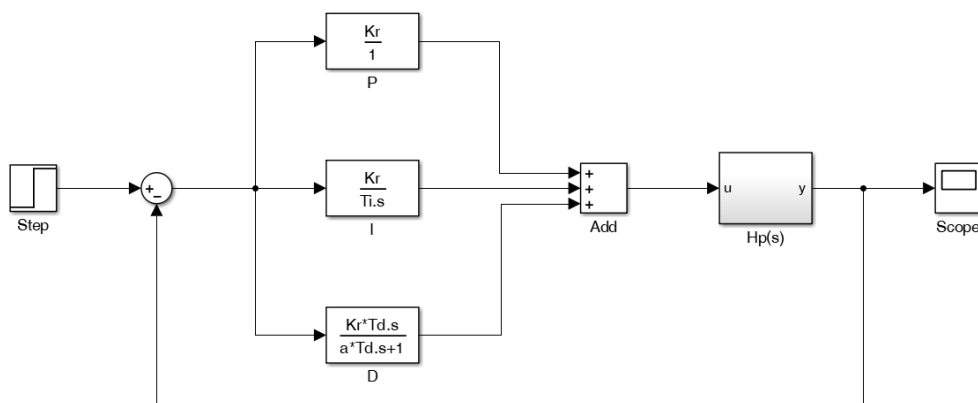 Kr
1
P
Step
+
−
Kr
Ti.s
I
+
+
+
Add
u
y
Hp(s)
Scope
Kr*Td.s
a*Td.s+1
D